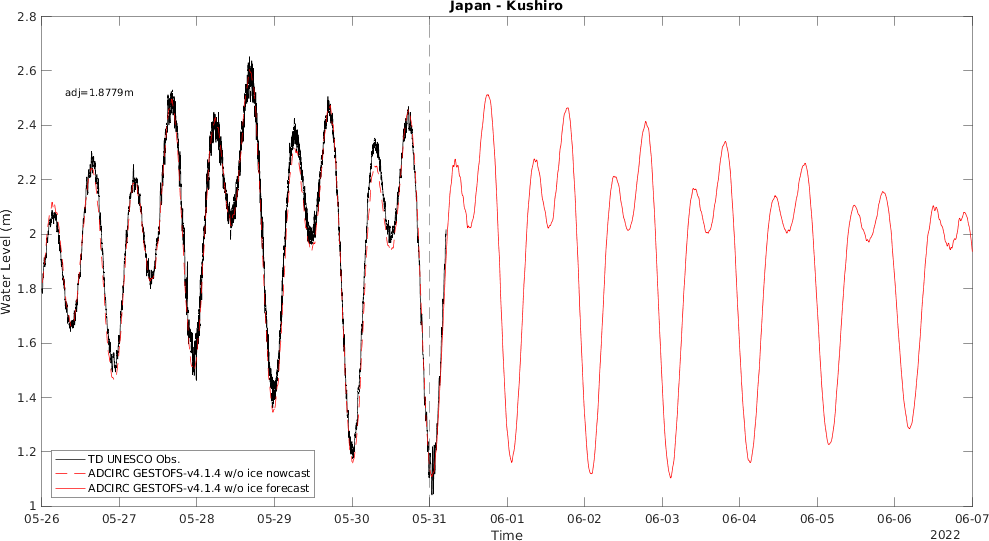 Japan - Kushiro
2.8
2.6
adj=1.8779m
2.4
2.2
2
Water Level (m)
1.8
1.6
1.4
1.2
1
TD UNESCO Obs.
ADCIRC GESTOFS-v4.1.4 w/o ice nowcast
ADCIRC GESTOFS-v4.1.4 w/o ice forecast
05-26 05-27 05-28 05-29 05-30 05-31 06-01 06-02 06-03 06-04 06-05 06-06 06-07
Time
2022